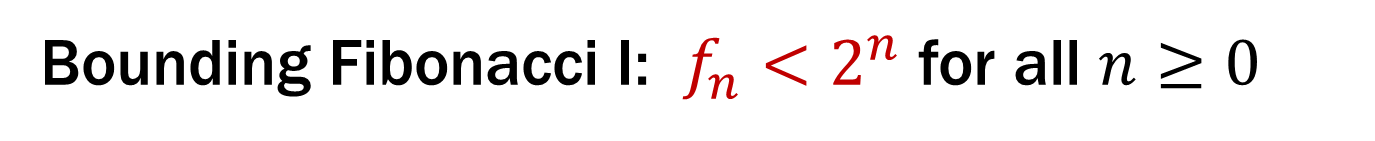 Bounding Fibonacci I: fₙ < 2ⁿ for all n ≥ 0